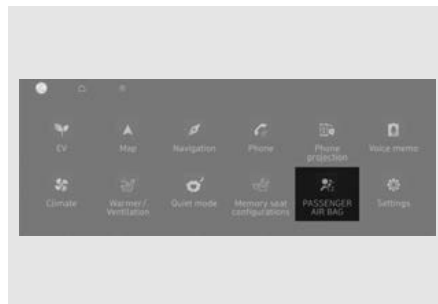 EV
Map
Navigation
Phone
Phone
projection
Voice memo
Climate
Warmer/
Ventilation
Quiet mode
Memory seat
configurations
PASSENGER
AIR BAG
Settings